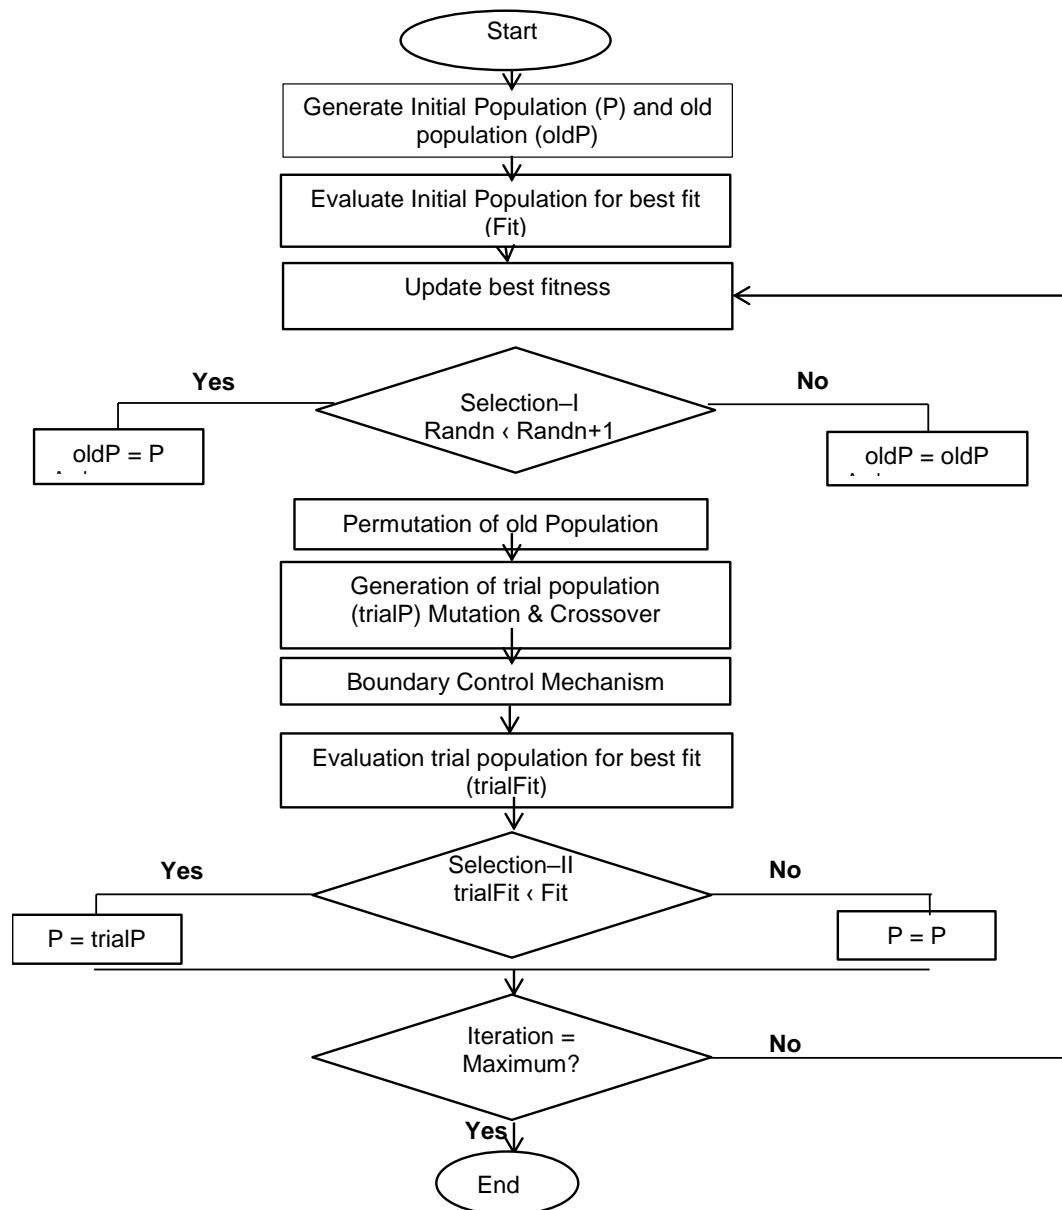 Start
Generate Initial Population (P) and old
population (oldP)
Evaluate Initial Population for best fit
(Fit)
Update best fitness
Yes
No
Selection–I
Randn ‹ Randn+1
oldP = P
oldP = oldP
Permutation of old Population
Generation of trial population
(trialP) Mutation & Crossover
Boundary Control Mechanism
Evaluation trial population for best fit
(trialFit)
Yes
Selection–II
trialFit ‹ Fit
No
P = trialP
P = P
Iteration =
Maximum?
No
Yes
End